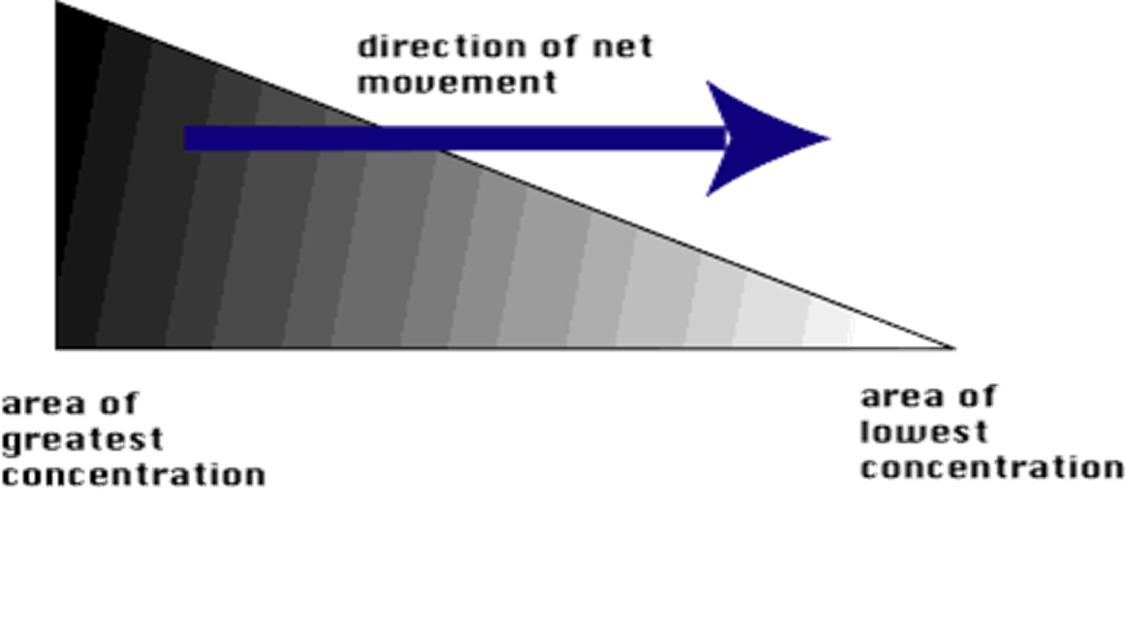 direction of net
movement
area of
greatest
concentration
area of
lowest
concentration